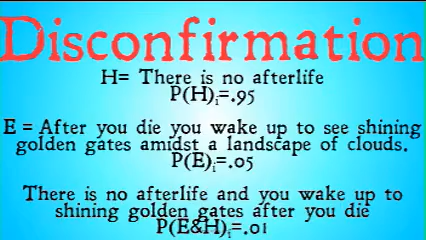 Disconfirmation
H= There is no afterlife
P(H)i=.95
E = After you die you wake up to see shining
golden gates amidst a landscape of clouds.
P(E)i=.05
There is no afterlife and you wake up to
shining golden gates after you die
P(E&H)i=.01